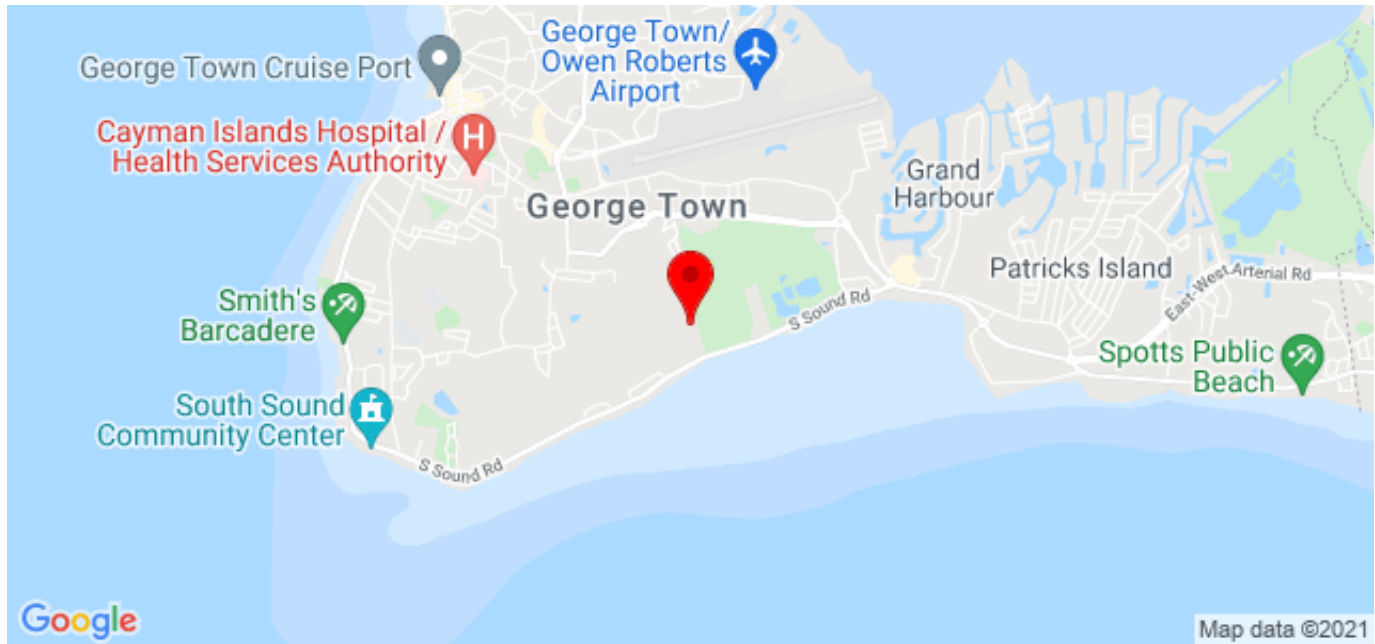 George Town Cruise Port
George Town/
Owen Roberts
Airport
Cayman Islands Hospital /
Health Services Authority
H
Grand
Harbour
George Town
Patricks Island
East-West Arterial Rd
Smith's
Barcadere
S Sound Rd
Spotts Public
Beach
South Sound
Community Center
S Sound Rd
Google
Map data ©2021